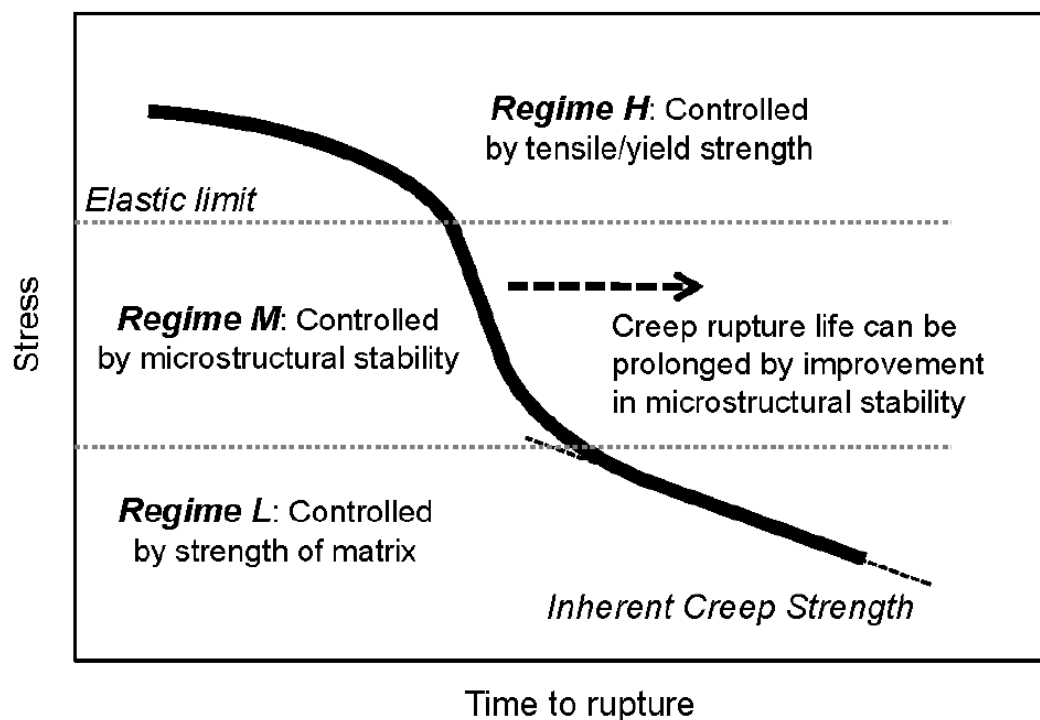 Regime H: Controlled
by tensile/yield strength
Elastic limit
Regime M: Controlled
by microstructural stability
Creep rupture life can be
prolonged by improvement
in microstructural stability
Regime L: Controlled
by strength of matrix
Inherent Creep Strength
Stress
Time to rupture